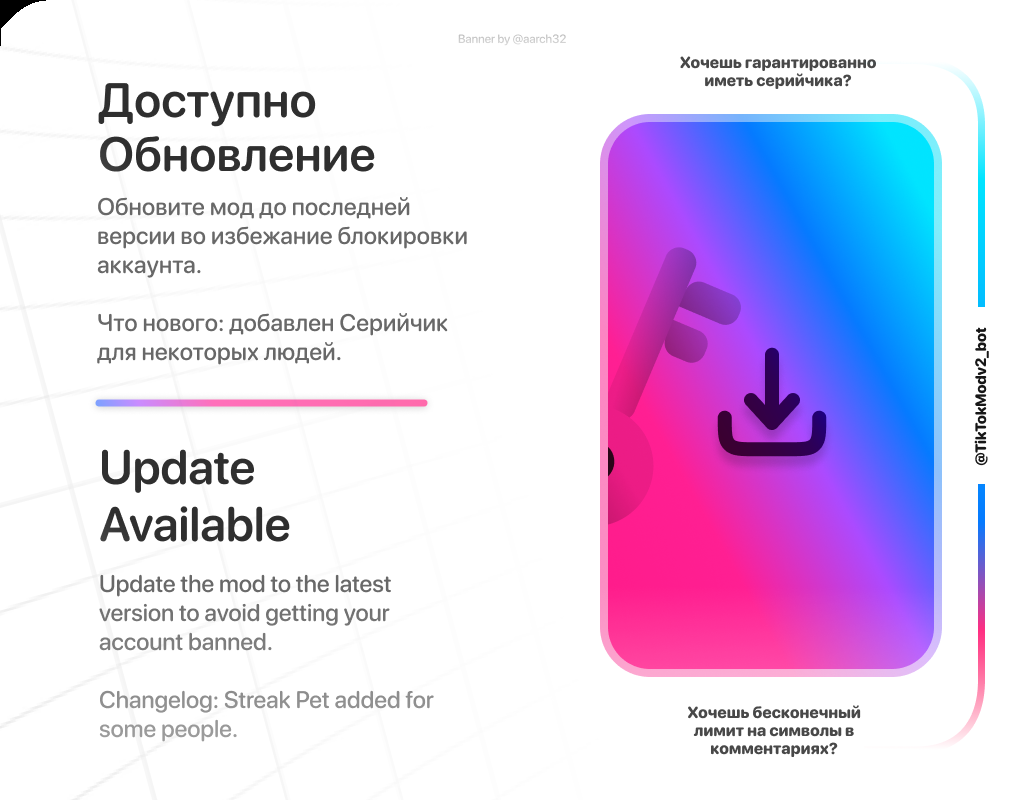 Banner by @aarch32
Доступно
Обновление
Обновите мод до последней
версии во избежание блокировки
аккаунта.
Что нового: добавлен Серийчик
для некоторых людей.
Update
Available
Update the mod to the latest
version to avoid getting your
account banned.
Changelog: Streak Pet added for
some people.
Хочешь гарантированно
иметь серийчика?
@TikTokModv2_bot
Хочешь бесконечный
лимит на символы в
комментариях?